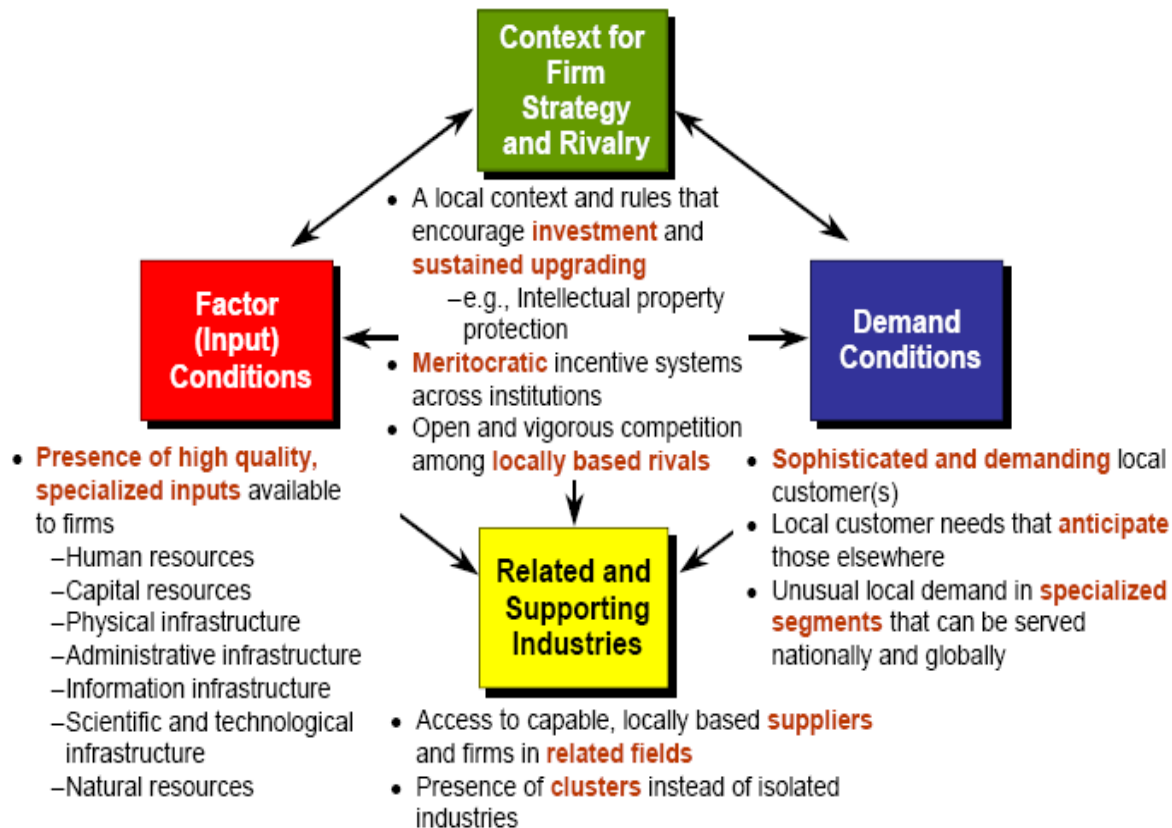 Context for
Firm
Strategy
and Rivalry
• A local context and rules that
encourage investment and
sustained upgrading
–e.g., Intellectual property
protection
• Meritocratic incentive systems
across institutions
• Open and vigorous competition
among locally based rivals
Factor
(Input)
Conditions
• Presence of high quality,
specialized inputs available
to firms
–Human resources
–Capital resources
–Physical infrastructure
–Administrative infrastructure
–Information infrastructure
–Scientific and technological
infrastructure
–Natural resources
Demand
Conditions
• Sophisticated and demanding local
customer(s)
• Local customer needs that anticipate
those elsewhere
• Unusual local demand in specialized
segments that can be served
nationally and globally
Related and
Supporting
Industries
• Access to capable, locally based suppliers
and firms in related fields
• Presence of clusters instead of isolated
industries